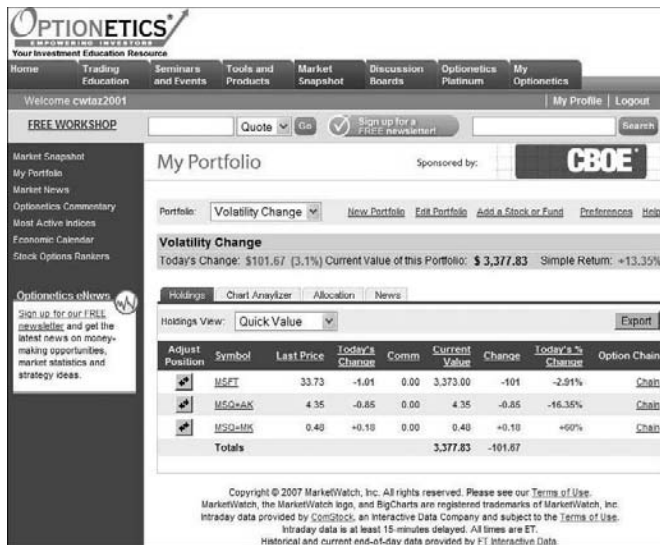 OPTIONETICS®
EMPOWERING INVESTORS
Your Investment Education Resource
Home Trading Education Seminars and Events Tools and Products Market Snapshot Discussion Boards Optionetics Platinum My Optionetics
Welcome cwtaz2001 | My Profile | Logout
FREE WORKSHOP Quote Go Sign up for a FREE newsletter! Search
Market Snapshot
My Portfolio
Market News
Optionetics Commentary
Most Active Indices
Economic Calendar
Stock Options Rankers
Optionetics eNews
Sign up for our FREE
newsletter and get the
latest news on money-
making opportunities,
market statistics and
strategy ideas.
My Portfolio Sponsored by: CBOE
Portfolio: Volatility Change New Portfolio Edit Portfolio Add a Stock or Fund Preferences Help
Volatility Change
Today's Change: $101.67 (3.1%) Current Value of this Portfolio: $ 3,377.83 Simple Return: +13.35%
Holdings Chart Anaylizer Allocation News
Holdings View: Quick Value Export
Adjust Position Symbol Last Price Today's Change Comm Current Value Change Today's % Change Option Chain
MSFT 33.73 -1.01 0.00 3,373.00 -101 -2.91% Chain
MSQ+AK 4.35 -0.85 0.00 4.35 -0.85 -16.35% Chain
MSQ+MK 0.48 +0.18 0.00 0.48 +0.18 +60% Chain
Totals 3,377.83 -101.67
Copyright © 2007 MarketWatch, Inc. All rights reserved. Please see our Terms of Use.
MarketWatch, the MarketWatch logo, and BigCharts are registered trademarks of MarketWatch, Inc.
Intraday data provided by ComStock, an Interactive Data Company and subject to the Terms of Use.
Intraday data is at least 15-minutes delayed. All times are ET.
Historical and current end-of-day data provided by FT Interactive Data.